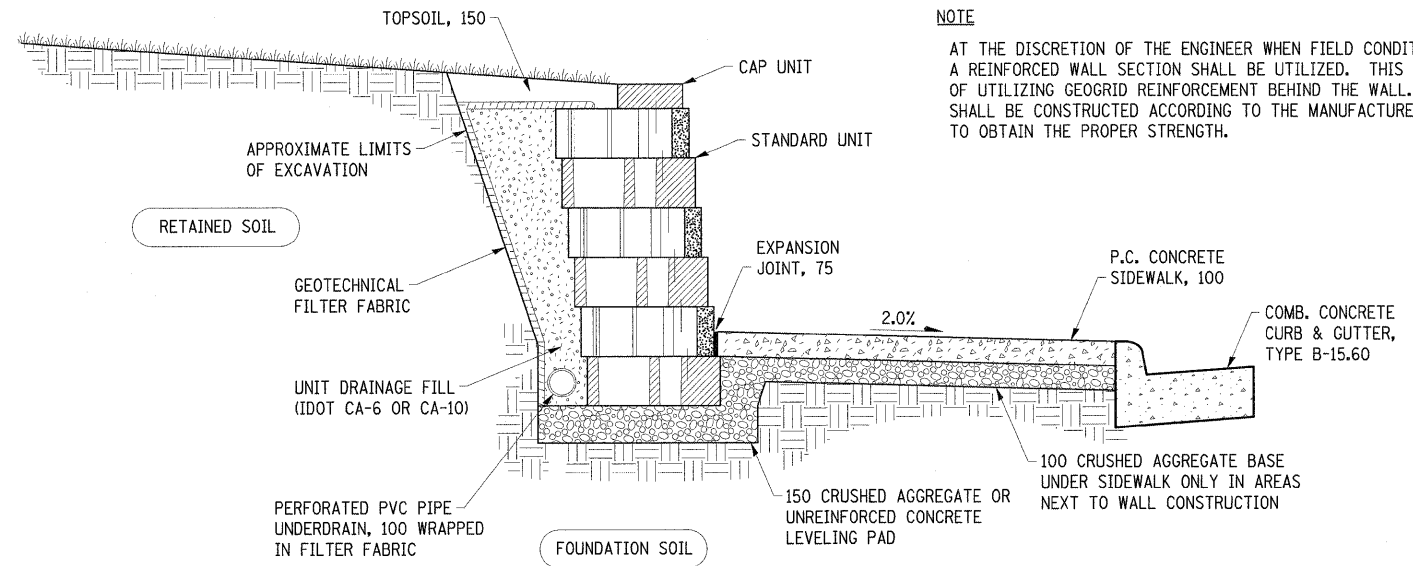 TOPSOIL, 150
CAP UNIT
STANDARD UNIT
APPROXIMATE LIMITS
OF EXCAVATION
RETAINED SOIL
GEOTECHNICAL
FILTER FABRIC
EXPANSION
JOINT, 75
P.C. CONCRETE
SIDEWALK, 100
2.0%
COMB. CONCRETE
CURB & GUTTER,
TYPE B-15.60
UNIT DRAINAGE FILL
(IDOT CA-6 OR CA-10)
PERFORATED PVC PIPE
UNDERDRAIN, 100 WRAPPED
IN FILTER FABRIC
FOUNDATION SOIL
150 CRUSHED AGGREGATE OR
UNREINFORCED CONCRETE
LEVELING PAD
100 CRUSHED AGGREGATE BASE
UNDER SIDEWALK ONLY IN AREAS
NEXT TO WALL CONSTRUCTION
NOTE
AT THE DISCRETION OF THE ENGINEER WHEN FIELD CONDIT
A REINFORCED WALL SECTION SHALL BE UTILIZED. THIS
OF UTILIZING GEOGRID REINFORCEMENT BEHIND THE WALL.
SHALL BE CONSTRUCTED ACCORDING TO THE MANUFACTURE
TO OBTAIN THE PROPER STRENGTH.